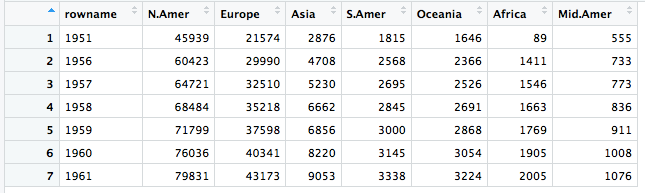 rowname N.Amer Europe Asia S.Amer Oceania Africa Mid.Amer
1 1951 45939 21574 2876 1815 1646 89 555
2 1956 60423 29990 4708 2568 2366 1411 733
3 1957 64721 32510 5230 2695 2526 1546 773
4 1958 68484 35218 6662 2845 2691 1663 836
5 1959 71799 37598 6856 3000 2868 1769 911
6 1960 76036 40341 8220 3145 3054 1905 1008
7 1961 79831 43173 9053 3338 3224 2005 1076